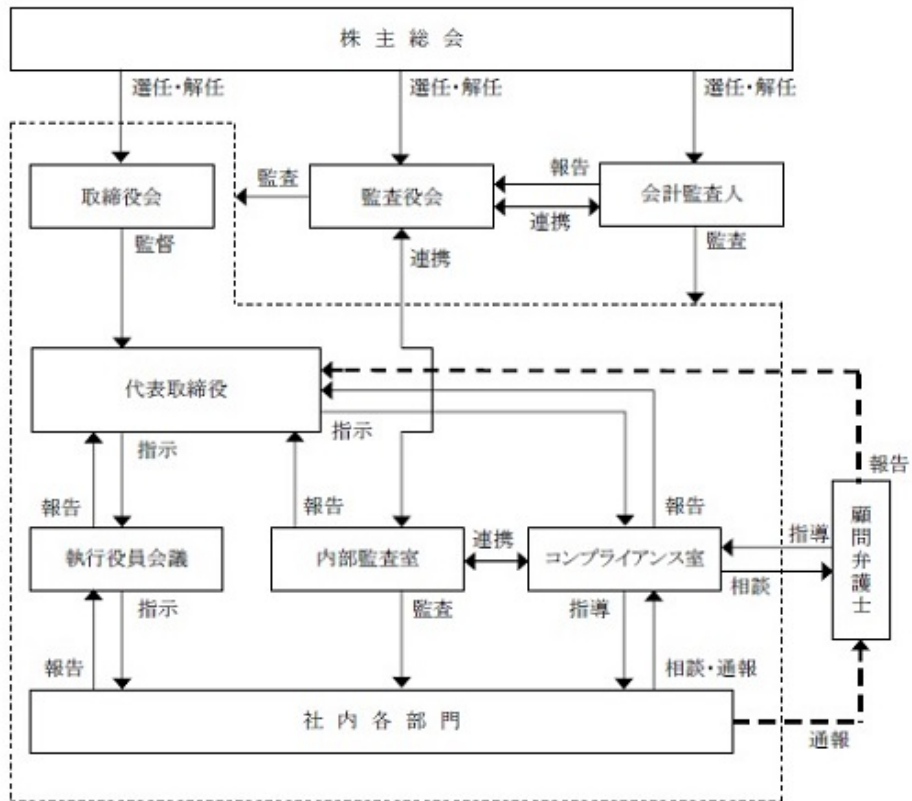 株主総会
選任・解任
選任・解任
選任・解任
取締役会
監査
監査役会
報告
連携
会計監査人
監督
連携
監査
代表取締役
指示
指示
報告
報告
報告
報告
執行役員会議
内部監査室
連携
コンプライアンス室
指導
相談
顧問弁護士
指示
監査
指導
報告
相談・通報
社内各部門
通報